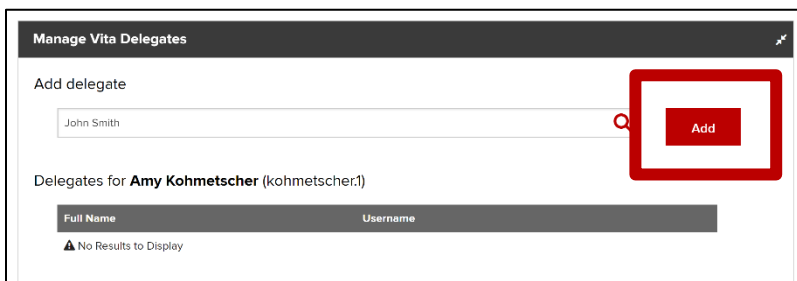 Manage Vita Delegates
Add delegate
John Smith
Add
Delegates for Amy Kohmetscher (kohmetscher.1)
Full Name Username
No Results to Display